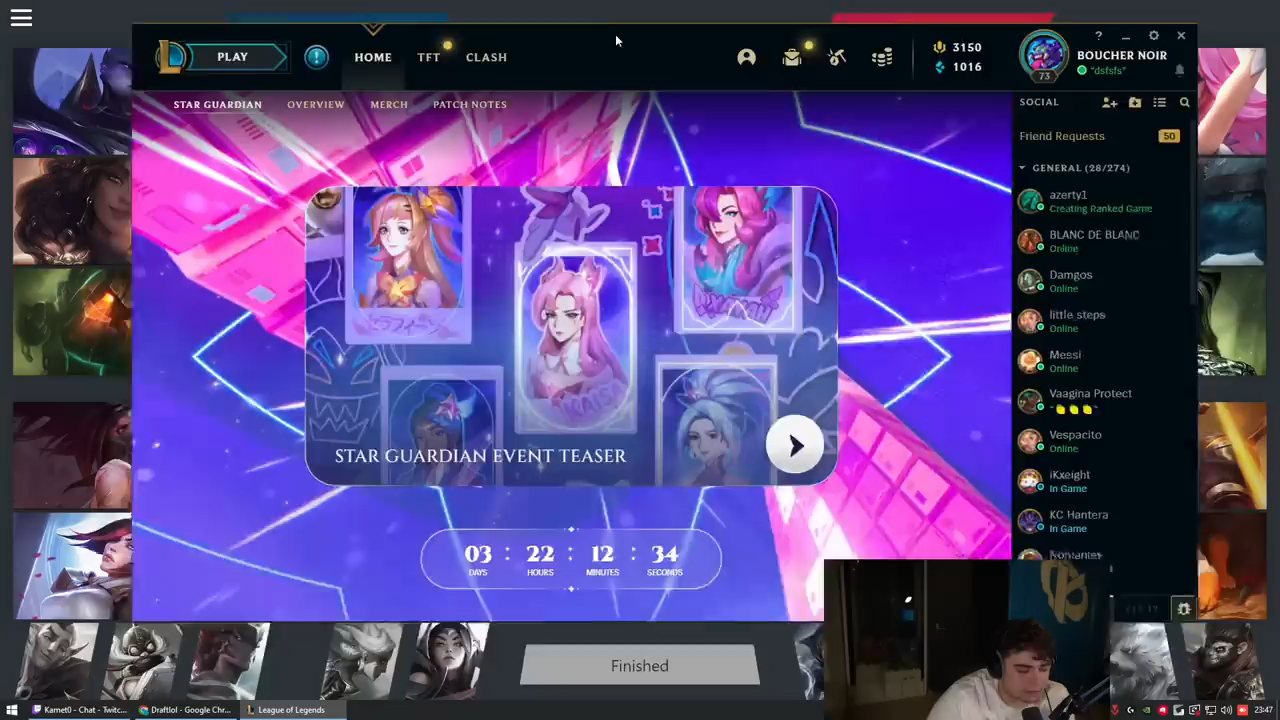 PLAY
HOME
TFT
CLASH
3150
1016
73
BOUCHER NOIR
"dsfsfs"
STAR GUARDIAN
OVERVIEW
MERCH
PATCH NOTES
SOCIAL
Friend Requests
50
GENERAL (28/274)
azerty1
Creating Ranked Game
BLANC DE BLANC
Online
Damgos
Online
little steps
Online
Messi
Online
Vaagina Protect
Vespacito
Online
iKxeight
In Game
KC Hantera
In Game
STAR GUARDIAN EVENT TEASER
03 : 22 : 12 : 34
DAYS HOURS MINUTES SECONDS
Finished
Kamet0 - Chat - Twitc...
Draftlol - Google Chr...
League of Legends
23:47